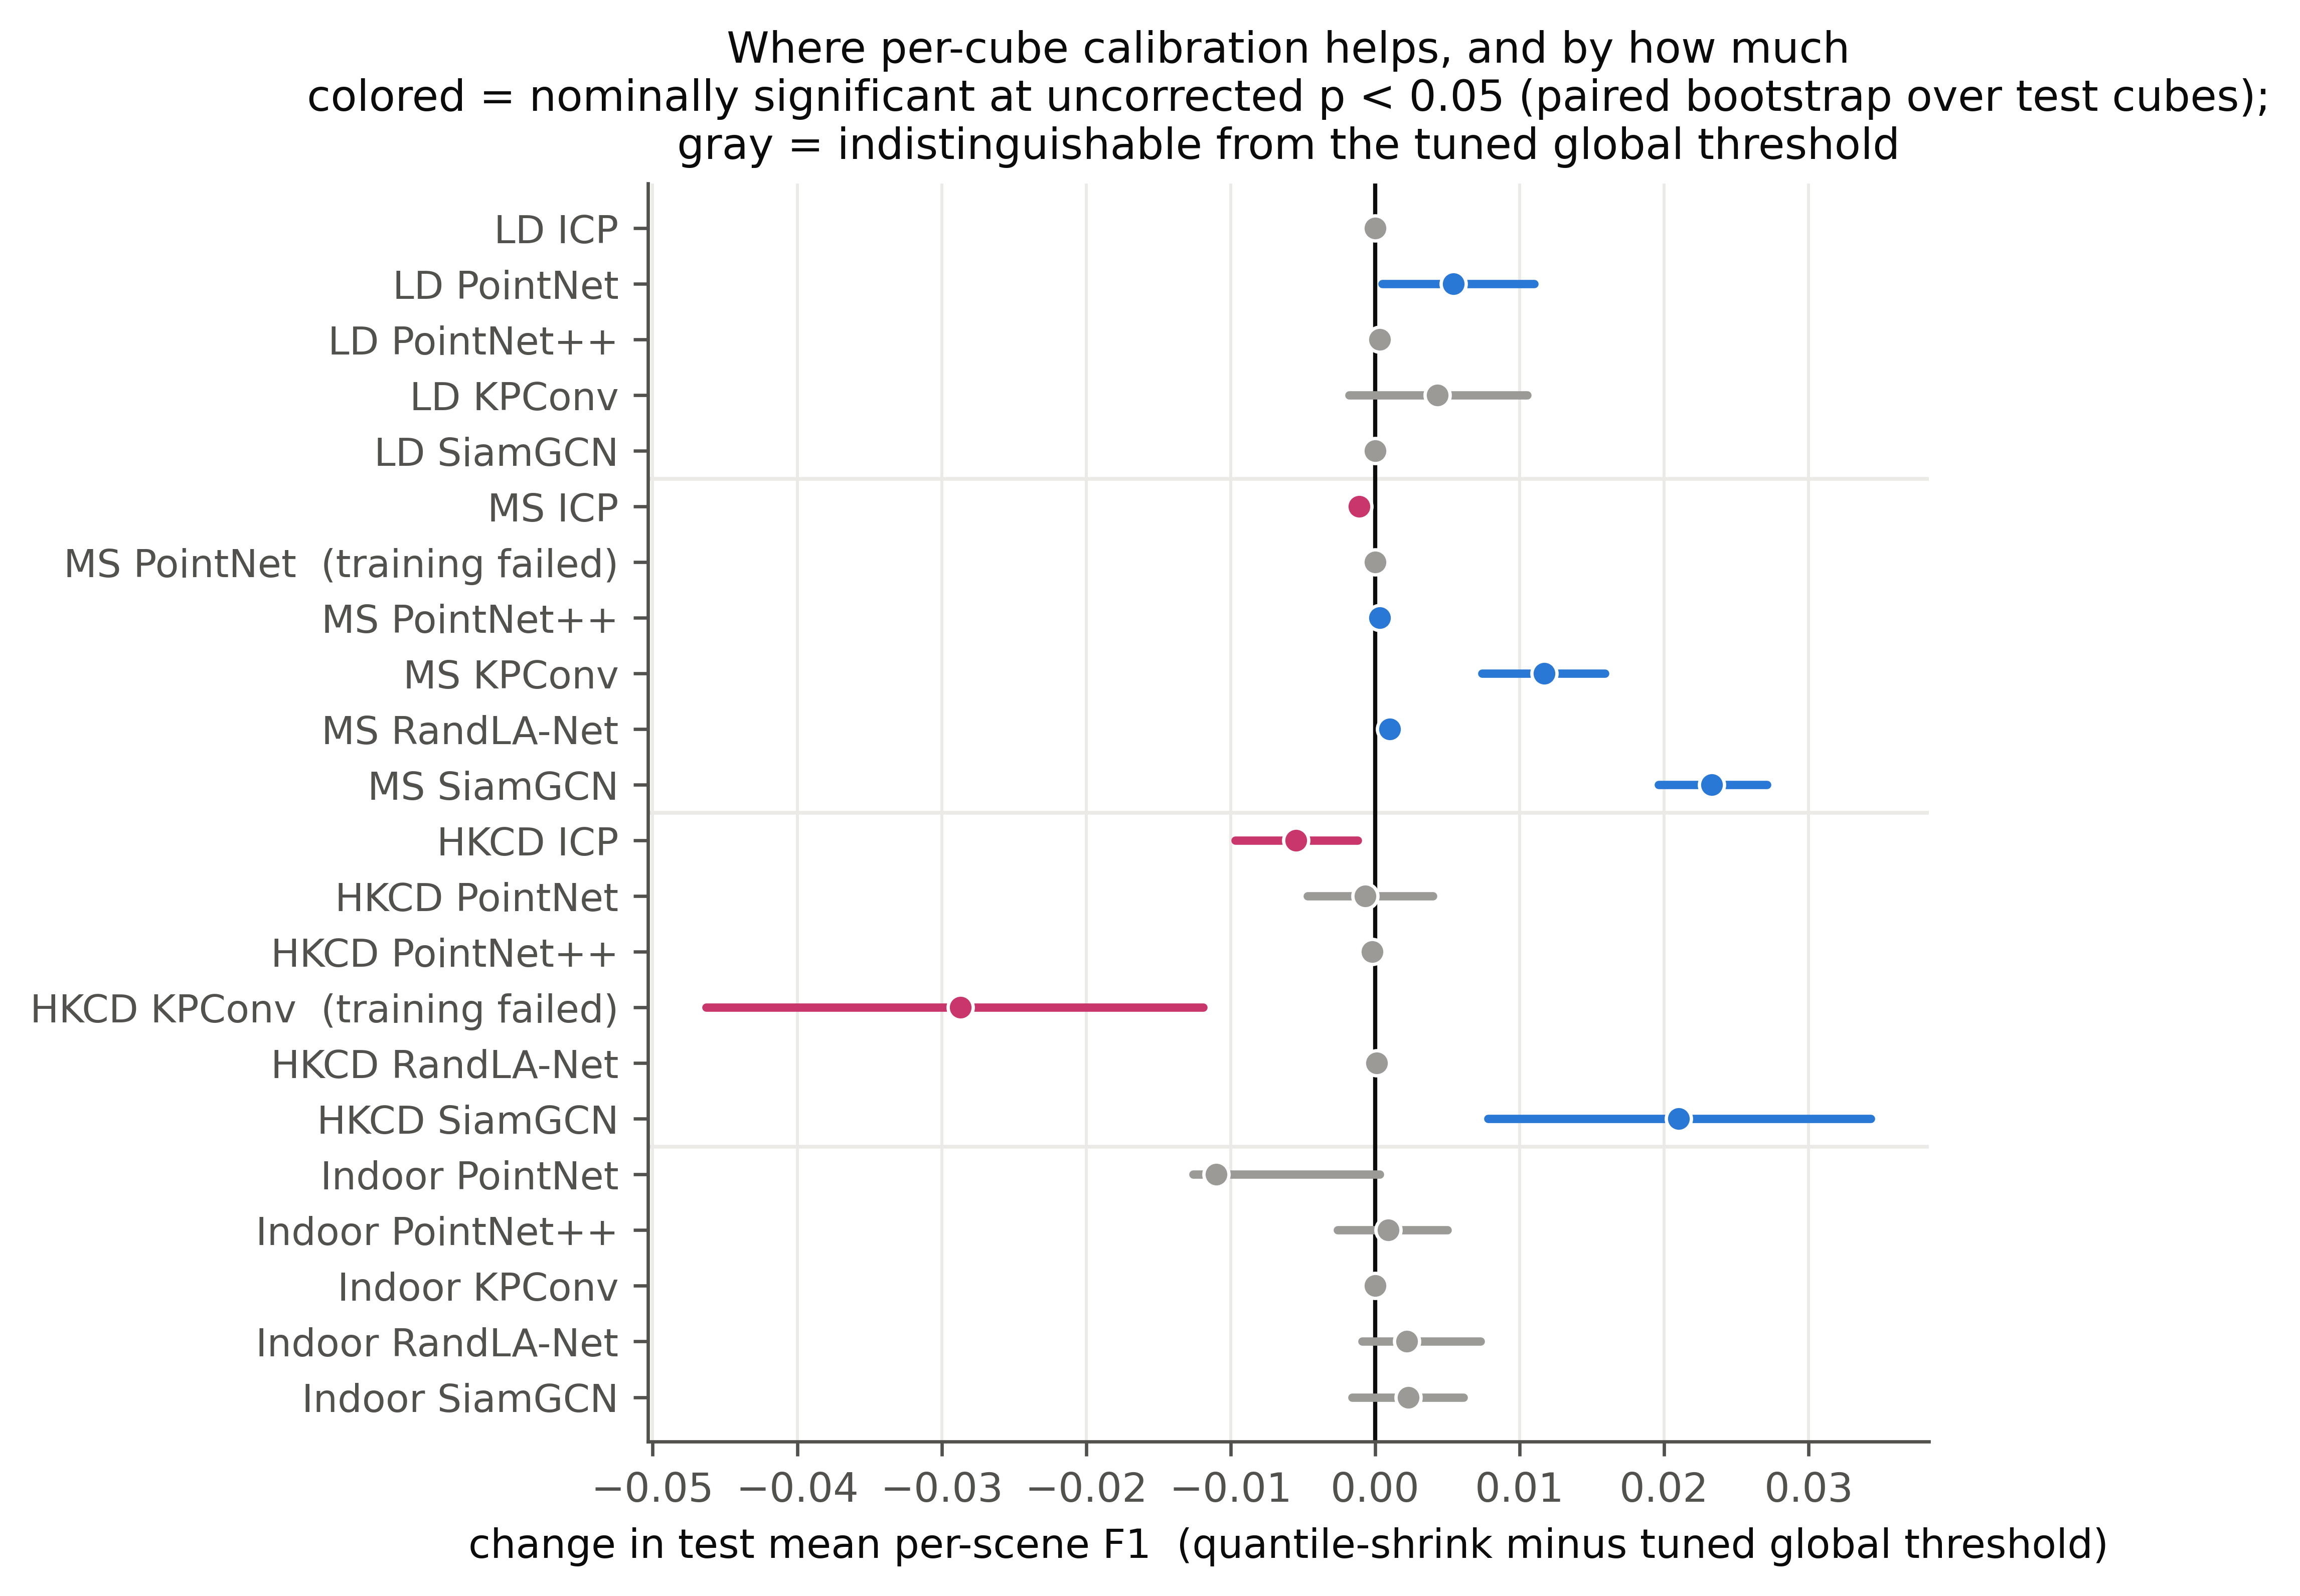 Where per-cube calibration helps, and by how much
colored = nominally significant at uncorrected p < 0.05 (paired bootstrap over test cubes);
gray = indistinguishable from the tuned global threshold
LD ICP
LD PointNet
LD PointNet++
LD KPConv
LD SiamGCN
MS ICP
MS PointNet  (training failed)
MS PointNet++
MS KPConv
MS RandLA-Net
MS SiamGCN
HKCD ICP
HKCD PointNet
HKCD PointNet++
HKCD KPConv  (training failed)
HKCD RandLA-Net
HKCD SiamGCN
Indoor PointNet
Indoor PointNet++
Indoor KPConv
Indoor RandLA-Net
Indoor SiamGCN
−0.05 −0.04 −0.03 −0.02 −0.01 0.00 0.01 0.02 0.03
change in test mean per-scene F1  (quantile-shrink minus tuned global threshold)